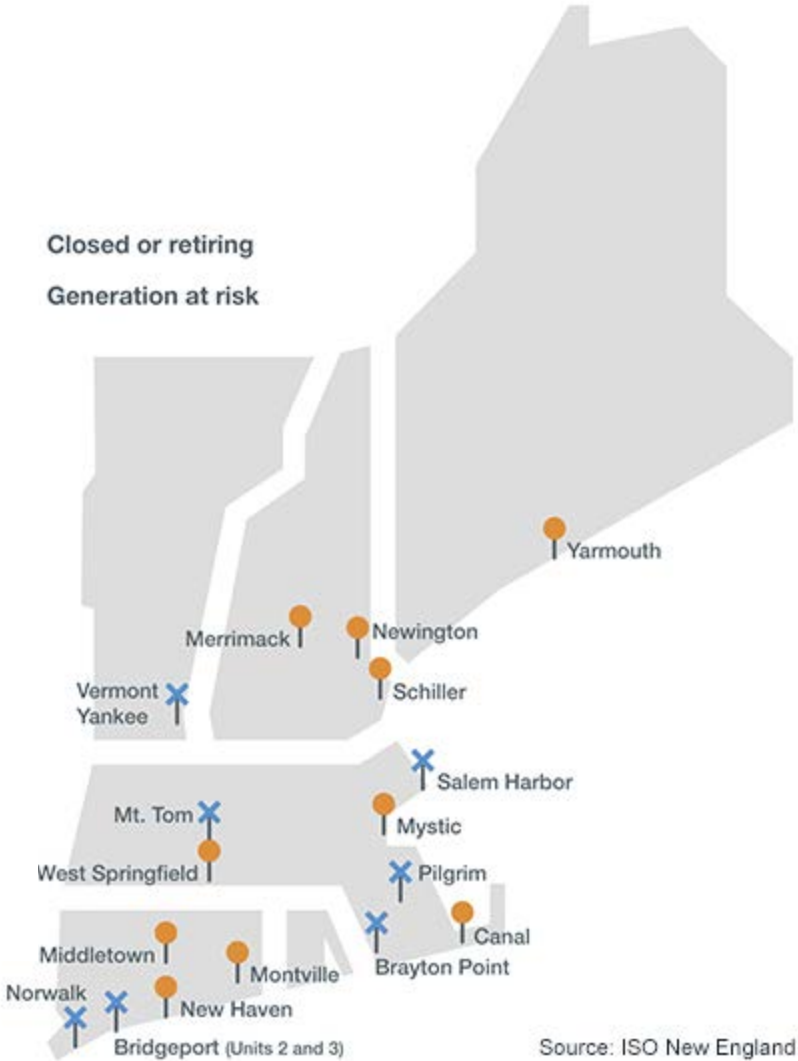 Closed or retiring
Generation at risk
Yarmouth
Merrimack
Newington
Schiller
Vermont
Yankee
Salem Harbor
Mt. Tom
Mystic
West Springfield
Pilgrim
Canal
Brayton Point
Middletown
Montville
Norwalk
New Haven
Bridgeport (Units 2 and 3)
Source: ISO New England